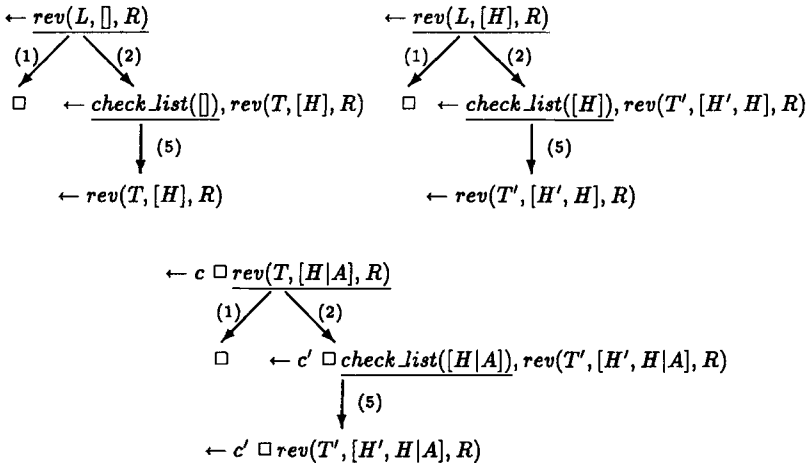 ← rev(L, [], R) ← rev(L, [H], R)
(1) (2) (1) (2)
□ ← check_list([]), rev(T, [H], R) □ ← check_list([H]), rev(T', [H', H], R)
(5) (5)
← rev(T, [H], R) ← rev(T', [H', H], R)
← c □ rev(T, [H|A], R)
(1) (2)
□ ← c' □ check_list([H|A]), rev(T', [H', H|A], R)
(5)
← c' □ rev(T', [H', H|A], R)